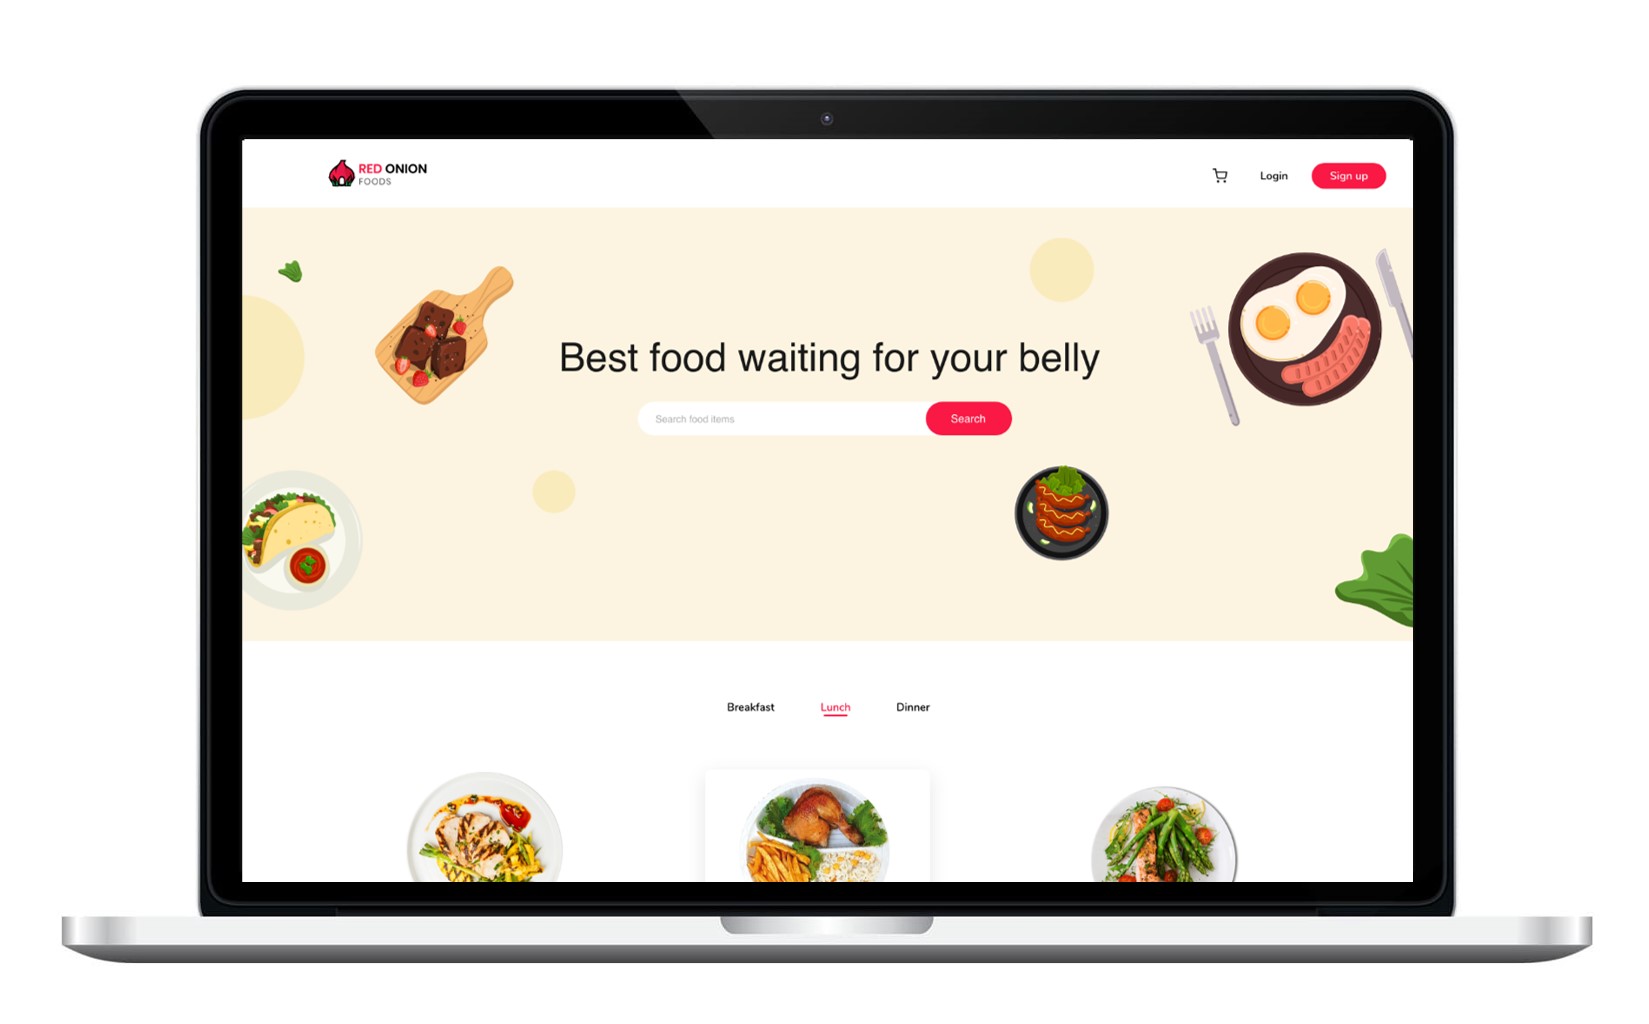 RED ONION
FOODS
Login
Sign up
Best food waiting for your belly
Search food items
Search
Breakfast
Lunch
Dinner